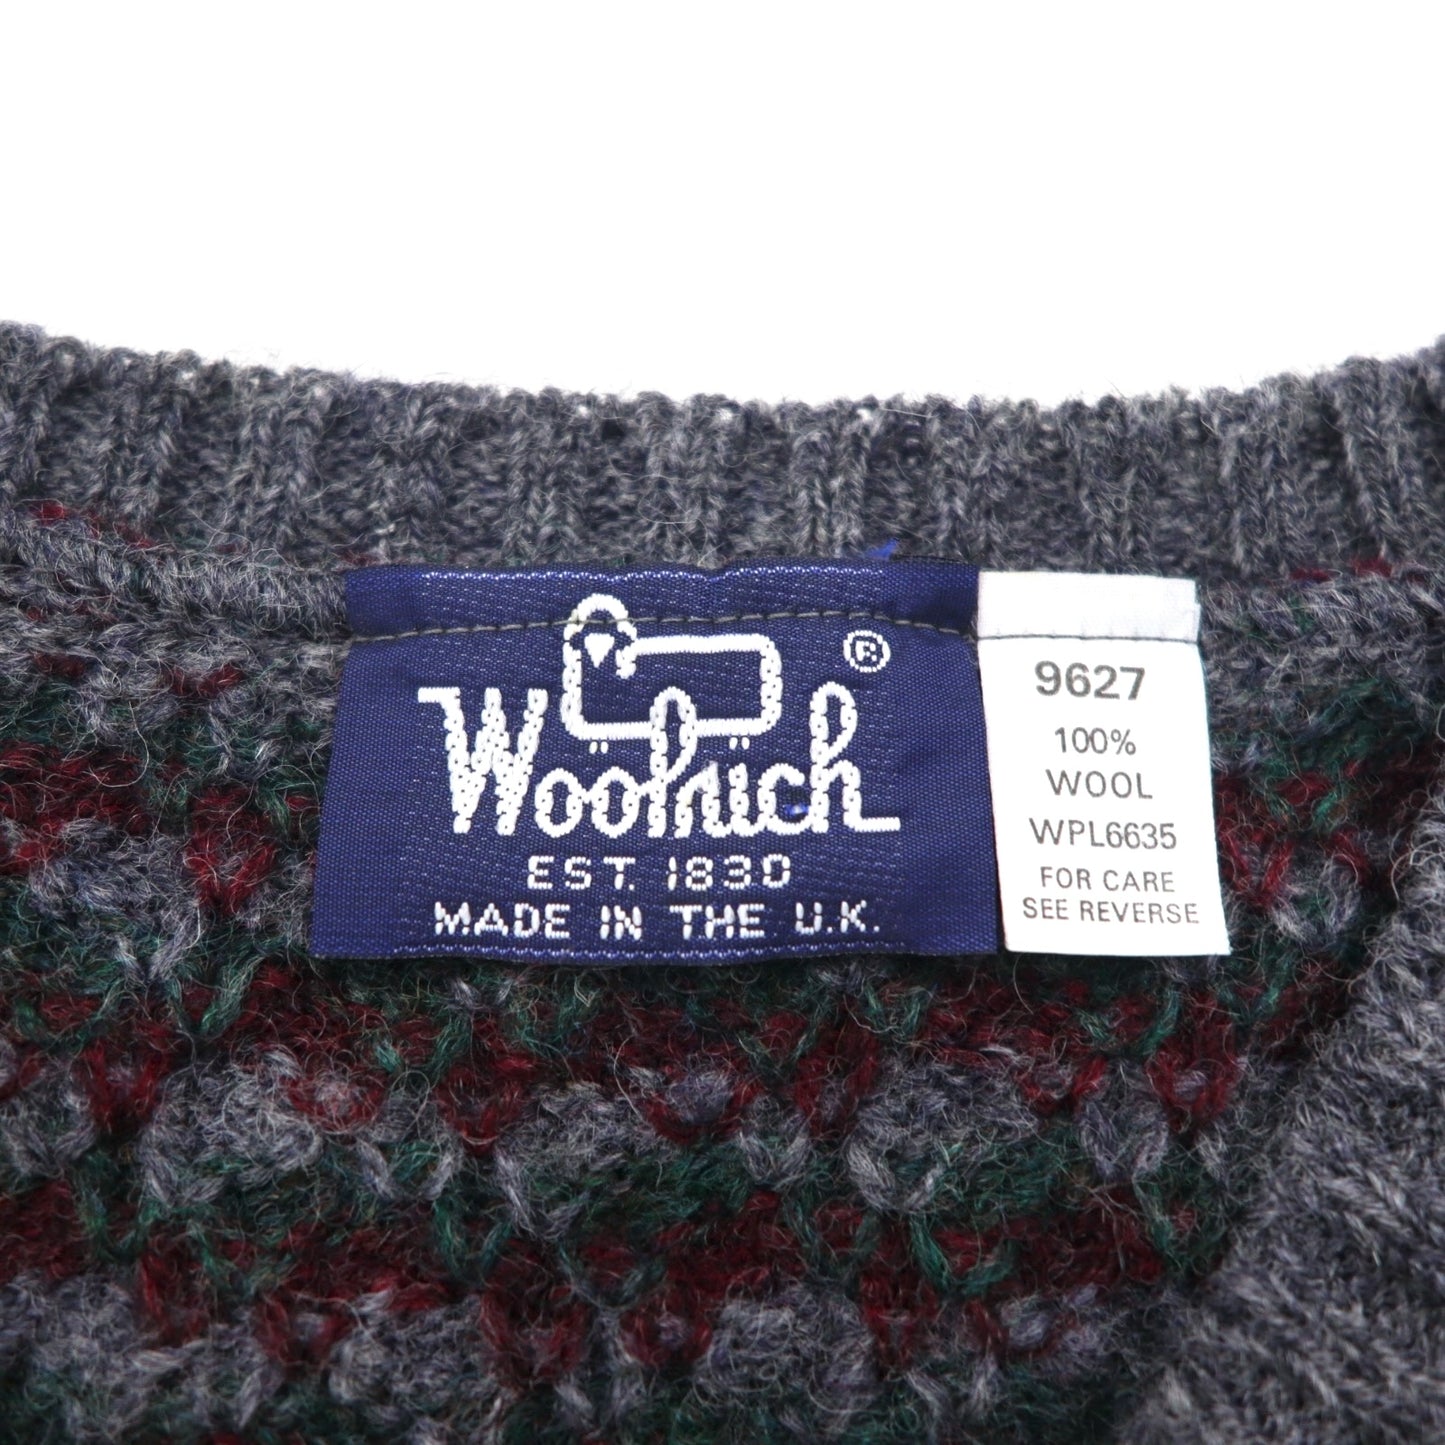 Woolrich ®
EST. 1830
MADE IN THE U.K.
9627
100%
WOOL
WPL6635
FOR CARE
SEE REVERSE